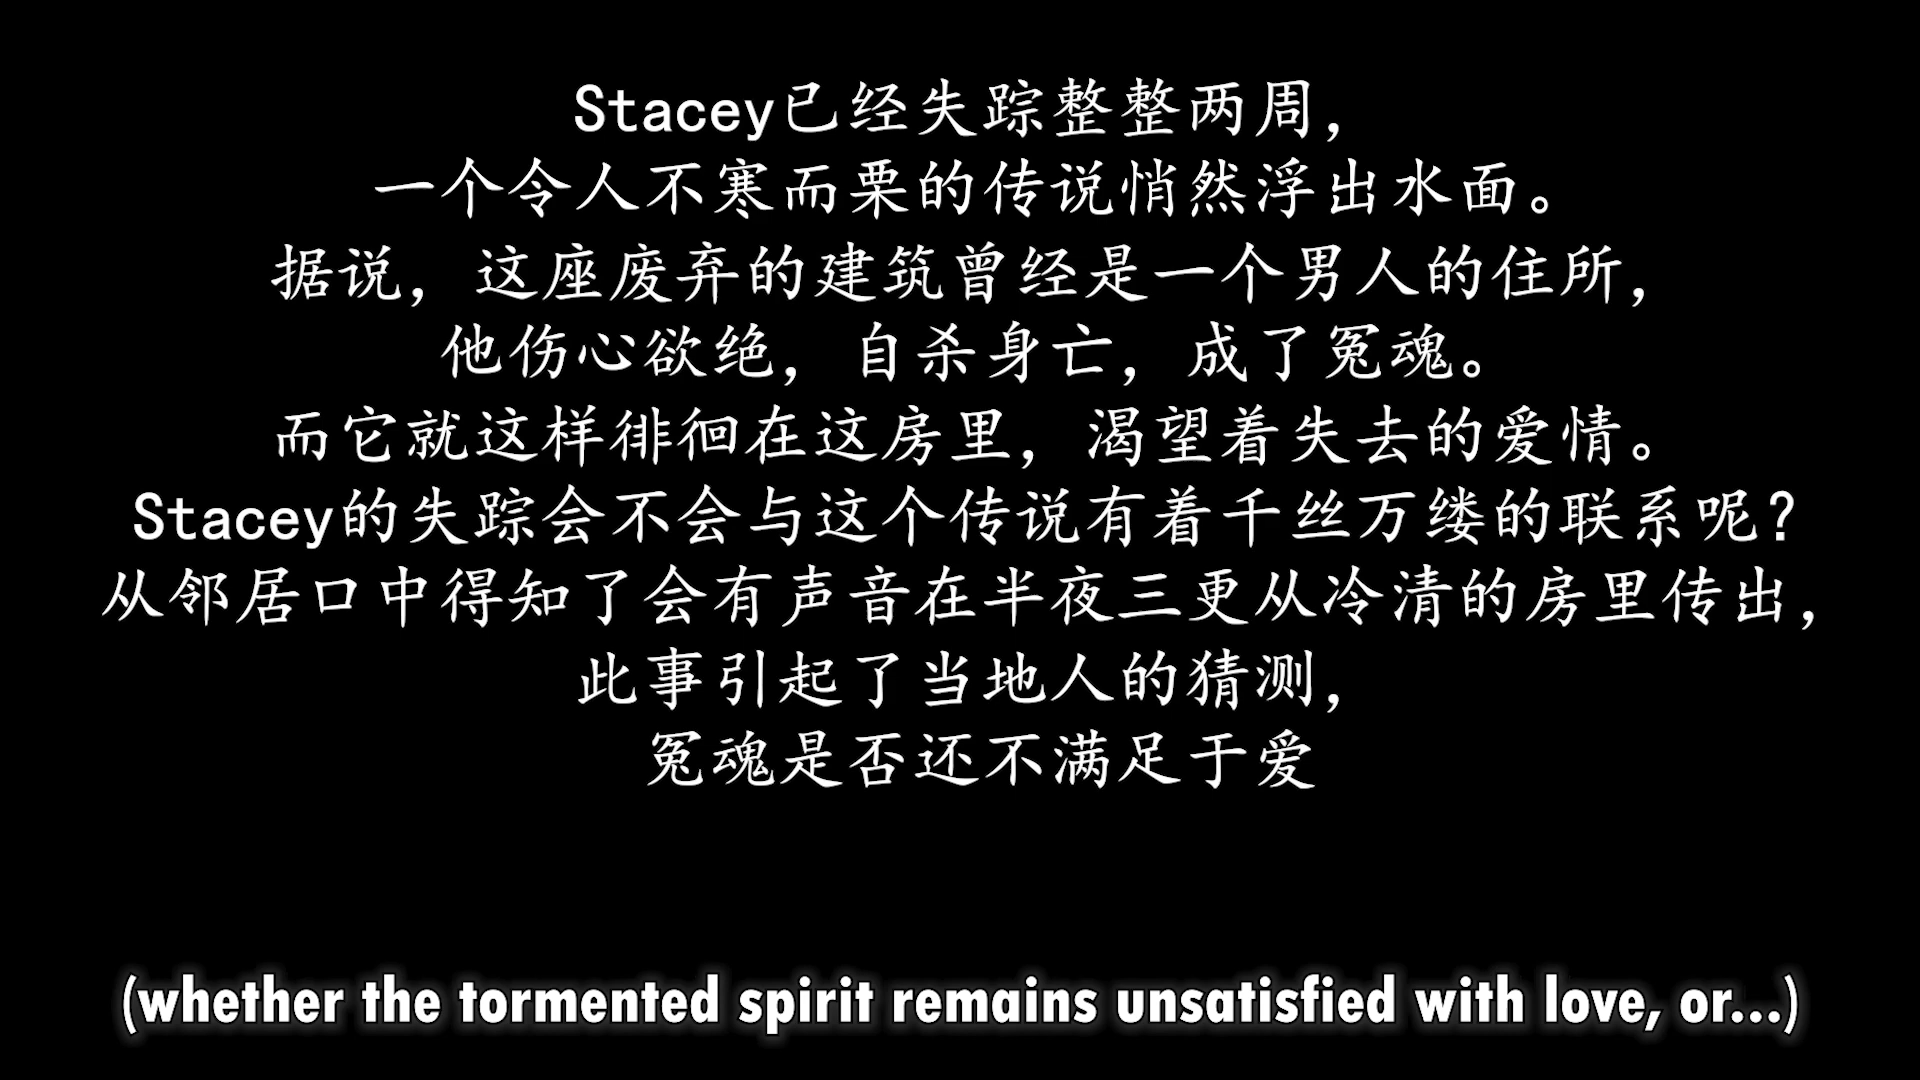 Stacey已经失踪整整两周，
一个令人不寒而栗的传说悄然浮出水面。
据说，这座废弃的建筑曾经是一个男人的住所，
他伤心欲绝，自杀身亡，成了冤魂。
而它就这样徘徊在这房里，渴望着失去的爱情。
Stacey的失踪会不会与这个传说有着千丝万缕的联系呢？
从邻居口中得知了会有声音在半夜三更从冷清的房里传出，
此事引起了当地人的猜测，
冤魂是否还不满足于爱
(whether the tormented spirit remains unsatisfied with love, or...)